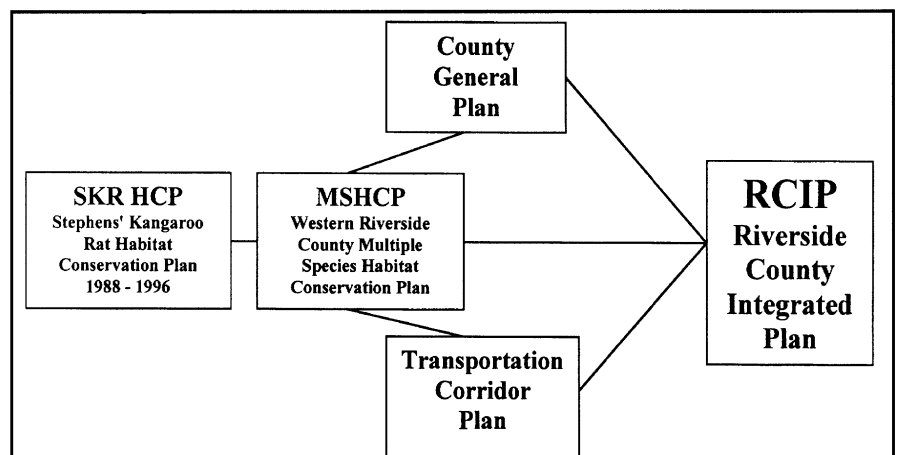 County
General
Plan
SKR HCP
Stephens' Kangaroo
Rat Habitat
Conservation Plan
1988 - 1996
MSHCP
Western Riverside
County Multiple
Species Habitat
Conservation Plan
RCIP
Riverside
County
Integrated
Plan
Transportation
Corridor
Plan